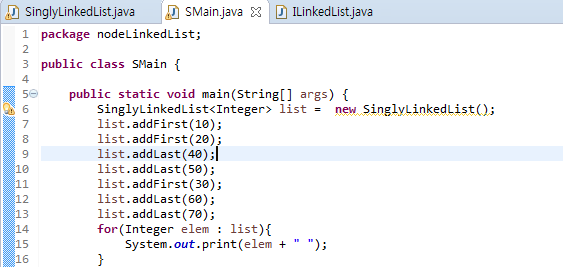 SinglyLinkedList.java SMain.java ILinkedList.java
1 package nodeLinkedList;
2
3 public class SMain {
4
5 public static void main(String[] args) {
6 SinglyLinkedList<Integer> list =  new SinglyLinkedList();
7 list.addFirst(10);
8 list.addFirst(20);
9 list.addLast(40);
10 list.addLast(50);
11 list.addFirst(30);
12 list.addLast(60);
13 list.addLast(70);
14 for(Integer elem : list){
15 System.out.print(elem + " ");
16 }